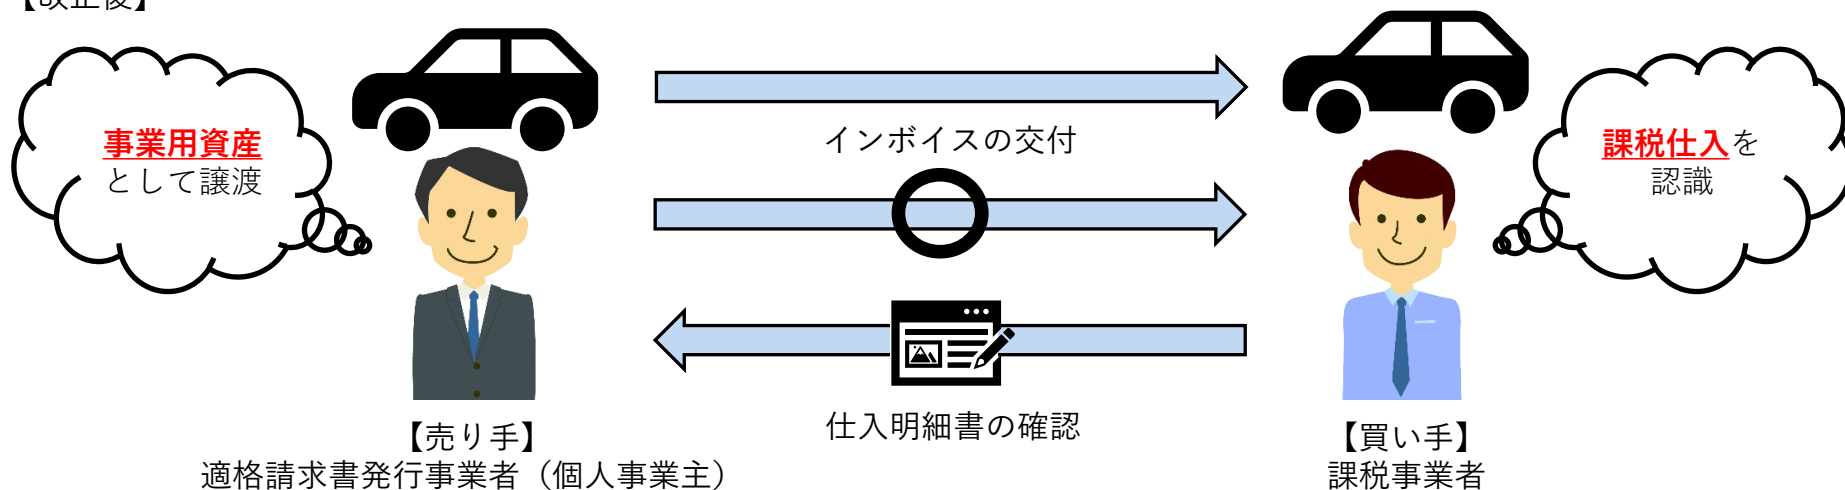 【改正後】
事業用資産
として譲渡
インボイスの交付
課税仕入を
認識
仕入明細書の確認
【売り手】
適格請求書発行事業者（個人事業主）
【買い手】
課税事業者